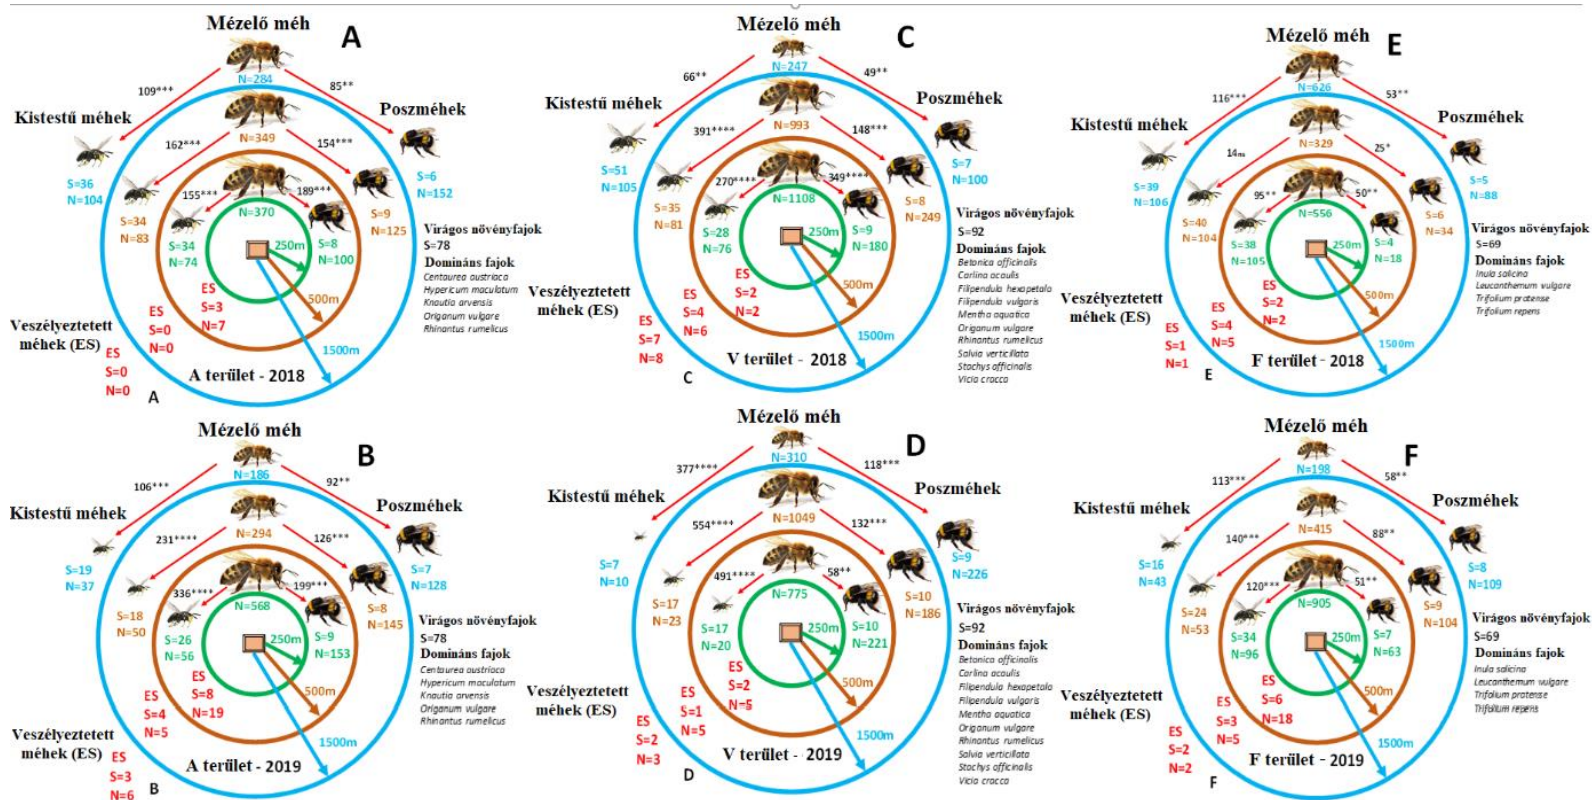 Mézelő méh
A
N=284
109***
85**
Kistestű méhek
Poszméhek
N=349
162***
154***
S=36
N=104
S=6
N=152
155***
189***
N=370
S=34
N=83
S=9
N=125
S=34
N=74
250m
S=8
N=100
500m
1500m
Virágos növényfajok
S=78
Domináns fajok
Centaurea austriaca
Hypericum maculatum
Knautia arvensis
Origanum vulgare
Rhinantus rumelicus
ES
S=3
N=7
ES
S=0
N=0
Veszélyeztetett
méhek (ES)
ES
S=0
N=0
A terület - 2018
A
Mézelő méh
C
N=247
66**
49**
Kistestű méhek
Poszméhek
N=993
391****
148***
S=51
N=105
S=7
N=100
270****
349****
N=1108
S=35
N=81
S=8
N=249
S=28
N=76
250m
S=9
N=180
500m
1500m
Virágos növényfajok
S=92
Domináns fajok
Betonica officinalis
Carlina acaulis
Filipendula hexapetala
Filipendula vulgaris
Mentha aquatica
Origanum vulgare
Rhinantus rumelicus
Salvia verticillata
Stachys officinalis
Vicia cracca
ES
S=2
N=2
ES
S=4
N=6
Veszélyeztetett
méhek (ES)
ES
S=7
N=8
V terület - 2018
C
Mézelő méh
E
N=626
116***
53**
Kistestű méhek
Poszméhek
N=329
14ns
25*
S=39
N=106
S=5
N=88
95**
50**
N=556
S=40
N=104
S=6
N=34
S=38
N=105
250m
S=4
N=18
500m
1500m
Virágos növényfajok
S=69
Domináns fajok
Inula salicina
Leucanthemum vulgare
Trifolium pratense
Trifolium repens
ES
S=2
N=2
ES
S=4
N=5
Veszélyeztetett
méhek (ES)
ES
S=1
N=1
F terület - 2018
E
Mézelő méh
B
N=186
106***
92**
Kistestű méhek
Poszméhek
N=294
231****
126***
S=19
N=37
S=7
N=128
336****
199***
N=568
S=18
N=50
S=8
N=145
S=26
N=56
250m
S=9
N=153
500m
1500m
Virágos növényfajok
S=78
Domináns fajok
Centaurea austriaca
Hypericum maculatum
Knautia arvensis
Origanum vulgare
Rhinantus rumelicus
ES
S=8
N=19
ES
S=4
N=5
Veszélyeztetett
méhek (ES)
ES
S=3
N=6
A terület - 2019
B
Mézelő méh
D
N=310
377****
118***
Kistestű méhek
Poszméhek
N=1049
554****
132***
S=7
N=10
S=9
N=226
491****
58**
N=775
S=17
N=23
S=10
N=186
S=17
N=20
250m
S=10
N=221
500m
1500m
Virágos növényfajok
S=92
Domináns fajok
Betonica officinalis
Carlina acaulis
Filipendula hexapetala
Filipendula vulgaris
Mentha aquatica
Origanum vulgare
Rhinantus rumelicus
Salvia verticillata
Stachys officinalis
Vicia cracca
ES
S=2
N=5
ES
S=1
N=5
Veszélyeztetett
méhek (ES)
ES
S=2
N=3
V terület - 2019
D
Mézelő méh
F
N=198
113***
58**
Kistestű méhek
Poszméhek
N=415
140***
88**
S=16
N=43
S=8
N=109
120***
51**
N=905
S=24
N=53
S=9
N=104
S=34
N=96
250m
S=7
N=63
500m
1500m
Virágos növényfajok
S=69
Domináns fajok
Inula salicina
Leucanthemum vulgare
Trifolium pratense
Trifolium repens
ES
S=6
N=18
ES
S=3
N=5
Veszélyeztetett
méhek (ES)
ES
S=2
N=2
F terület - 2019
F